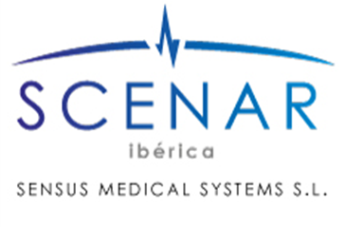 SCENAR
ibérica
SENSUS MEDICAL SYSTEMS S.L.